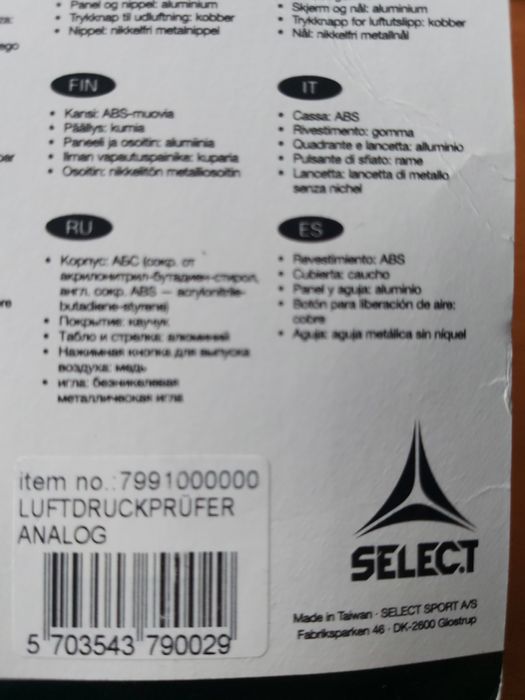 Panel og nippel: aluminium
• Trykknap til udluftning: kobber
• Nippel: nikkelfri metalnippel
• Skjerm og nål: aluminium
• Trykknapp for luftutslipp: kobber
• Nål: nikkelfri metallnål
FIN
• Kansi: ABS-muovia
• Päällys: kumia
• Paneeli ja osoitin: alumiinia
• Ilman vapautuspainike: kuparia
• Osoitin: nikkelitön metalliosoitin
IT
• Cassa: ABS
• Rivestimento: gomma
• Quadrante e lancetta: alluminio
• Pulsante di sfiato: rame
• Lancetta: lancetta di metallo
senza nichel
RU
• Корпус: АБС (сокр. от
акрилонитрил-бутадиен-стирол,
англ. сокр. ABS — acrylonitrile-
butadiene-styrene)
• Покрытие: каучук
• Табло и стрелка: алюминий
• Нажимная кнопка для выпуска
воздуха: медь
• игла: безникелевая
металлическая игла
ES
• Revestimiento: ABS
• Cubierta: caucho
• Panel y aguja: aluminio
• Botón para liberación de aire:
cobre
• Aguja: aguja metálica sin níquel
item no.:7991000000
LUFTDRUCKPRÜFER
ANALOG
5 703543 790029
SELECT
Made in Taiwan · SELECT SPORT A/S
Fabriksparken 46 · DK-2600 Glostrup